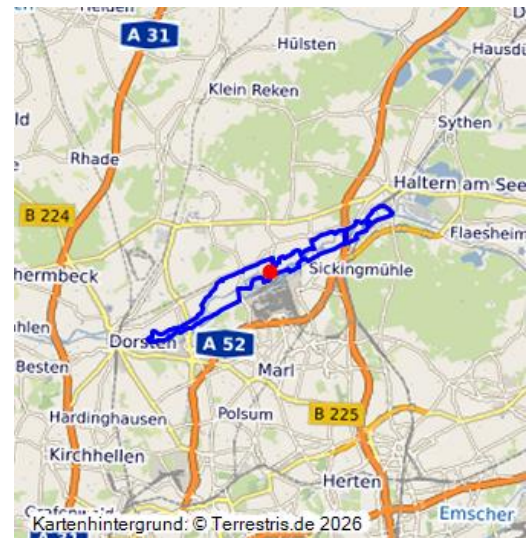 A 31
Hülsten
Hausdü
Klein Reken
ld
Sythen
Rhade
Haltern am See
B 224
Flaesheim
hermbeck
Sickingmühle
hlen
Dorsten
A 52
Besten
Marl
Hardinghausen
Polsum
B 225
Kirchhellen
Herten
Emscher
Kartenhintergrund: © Terrestris.de 2026